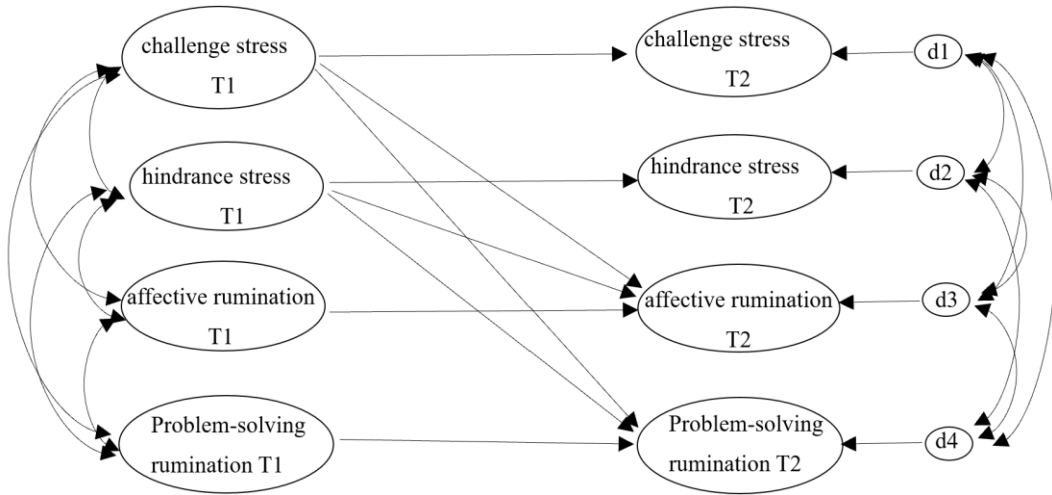 challenge stress
T1
challenge stress
T2
d1
hindrance stress
T1
hindrance stress
T2
d2
affective rumination
T1
affective rumination
T2
d3
Problem-solving
rumination T1
Problem-solving
rumination T2
d4